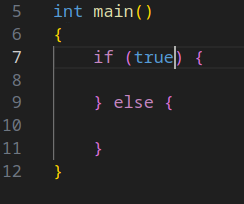 5 int main()
6 {
7     if (true) {
8
9     } else {
10
11     }
12 }